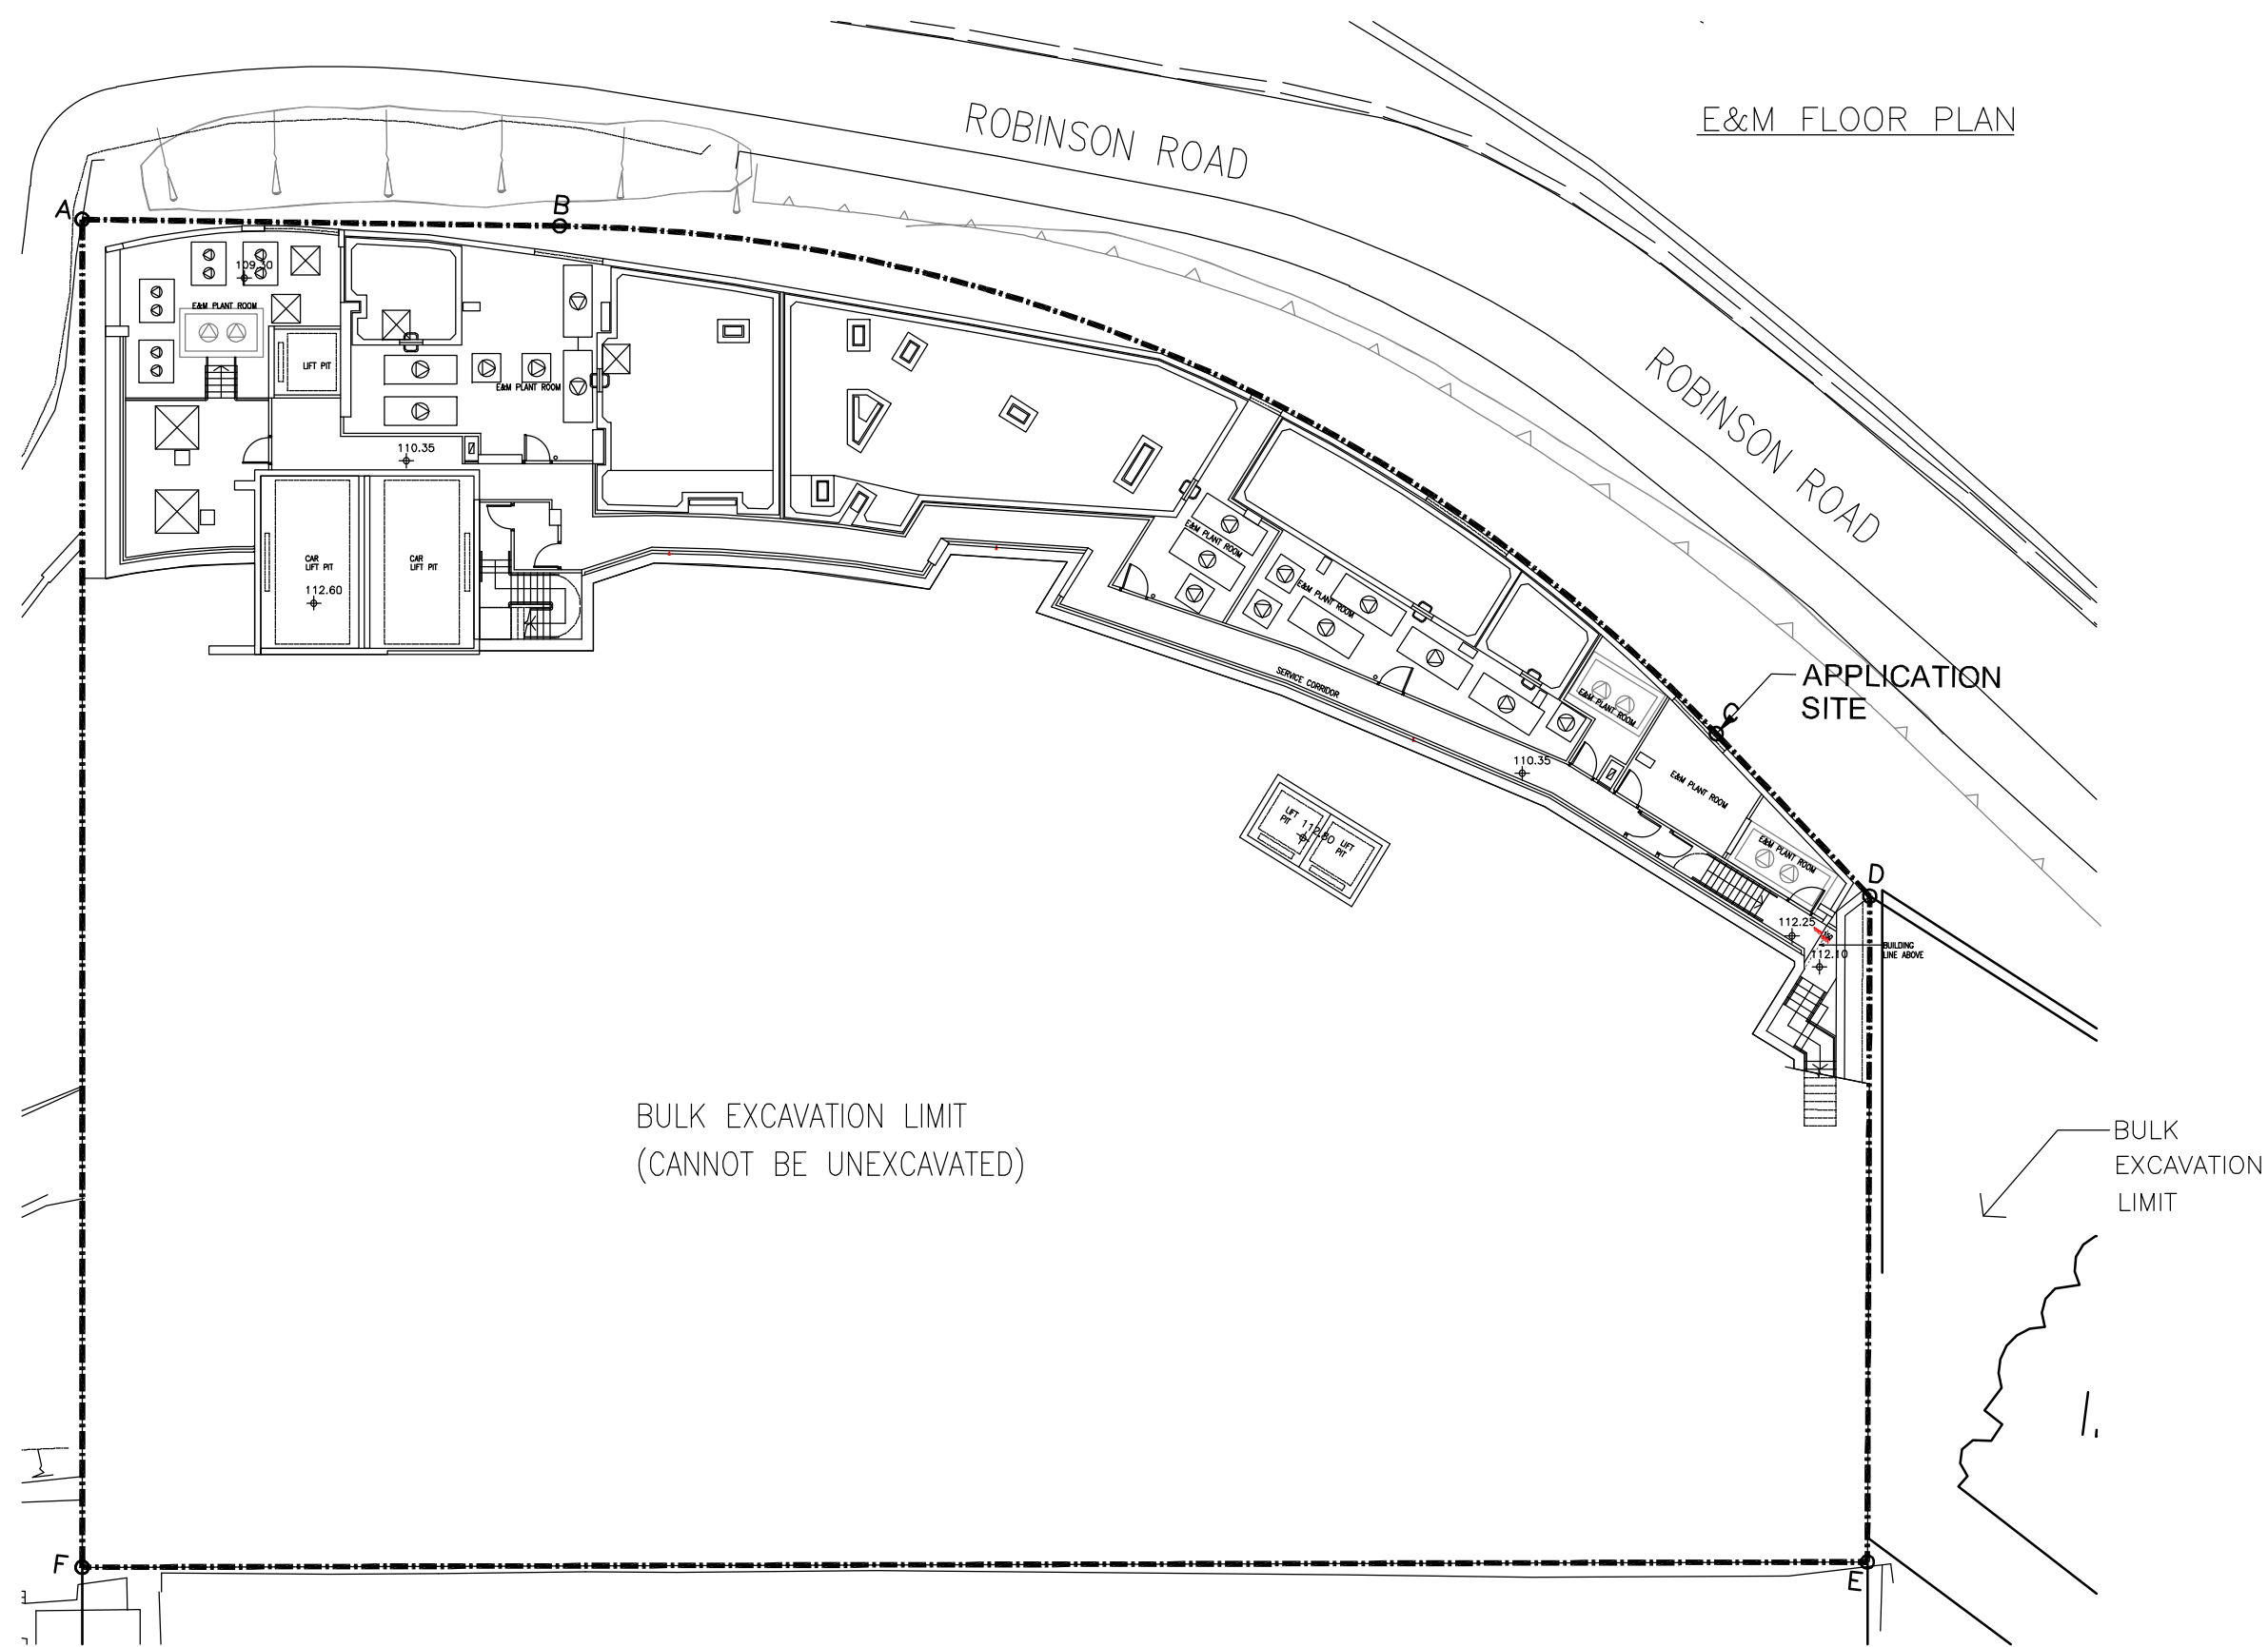 E&M FLOOR PLAN
ROBINSON ROAD
ROBINSON ROAD
A
B
E&M PLANT ROOM
LIFT PIT
E&M PLANT ROOM
110.35
CAR
LIFT PIT
CAR
LIFT PIT
112.60
E&M PLANT ROOM
E&M PLANT ROOM
SERVICE CORRIDOR
E&M PLANT ROOM
C
APPLICATION
SITE
110.35
E&M PLANT ROOM
LIFT
PIT
112.80
LIFT
PIT
E&M PLANT ROOM
D
112.25
112.10
BUILDING
LINE ABOVE
BULK EXCAVATION LIMIT
(CANNOT BE UNEXCAVATED)
BULK
EXCAVATION
LIMIT
F
E